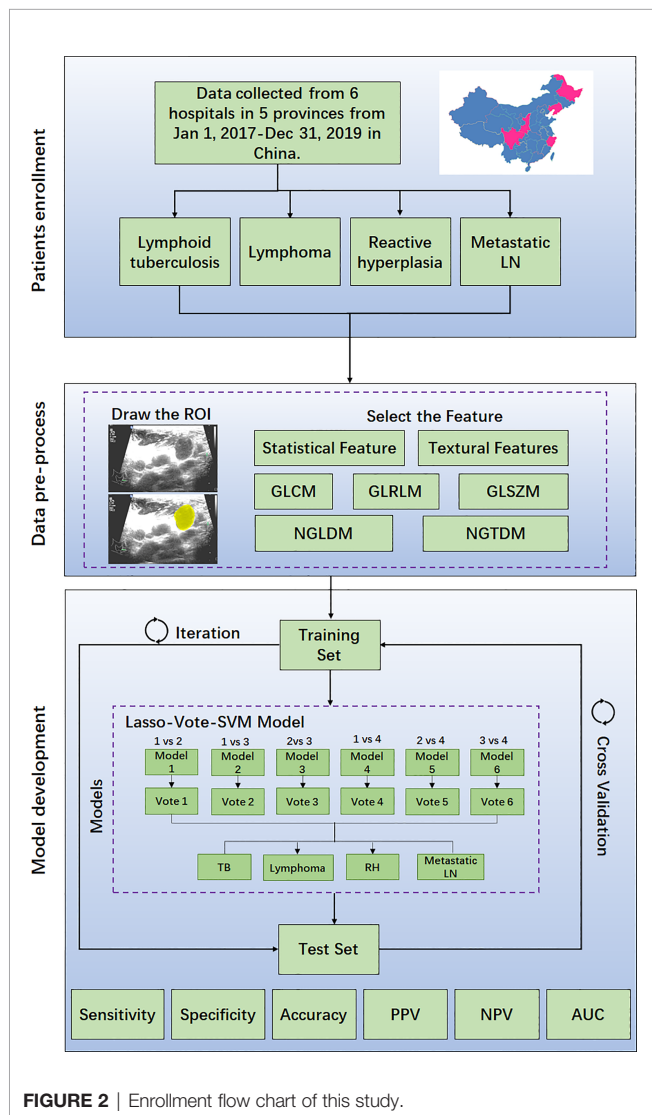 Patients enrollment
Data collected from 6
hospitals in 5 provinces from
Jan 1, 2017-Dec 31, 2019 in
China.
Lymphoid
tuberculosis
Lymphoma
Reactive
hyperplasia
Metastatic
LN
Data pre-process
Draw the ROI
Select the Feature
Statistical Feature
Textural Features
GLCM
GLRLM
GLSZM
NGLDM
NGTDM
Model development
Iteration
Training
Set
Cross Validation
Lasso-Vote-SVM Model
Models
1 vs 2
1 vs 3
2vs 3
1 vs 4
2 vs 4
3 vs 4
Model
1
Model
2
Model
3
Model
4
Model
5
Model
6
Vote 1
Vote 2
Vote 3
Vote 4
Vote 5
Vote 6
TB
Lymphoma
RH
Metastatic
LN
Test Set
Sensitivity
Specificity
Accuracy
PPV
NPV
AUC
FIGURE 2 | Enrollment flow chart of this study.